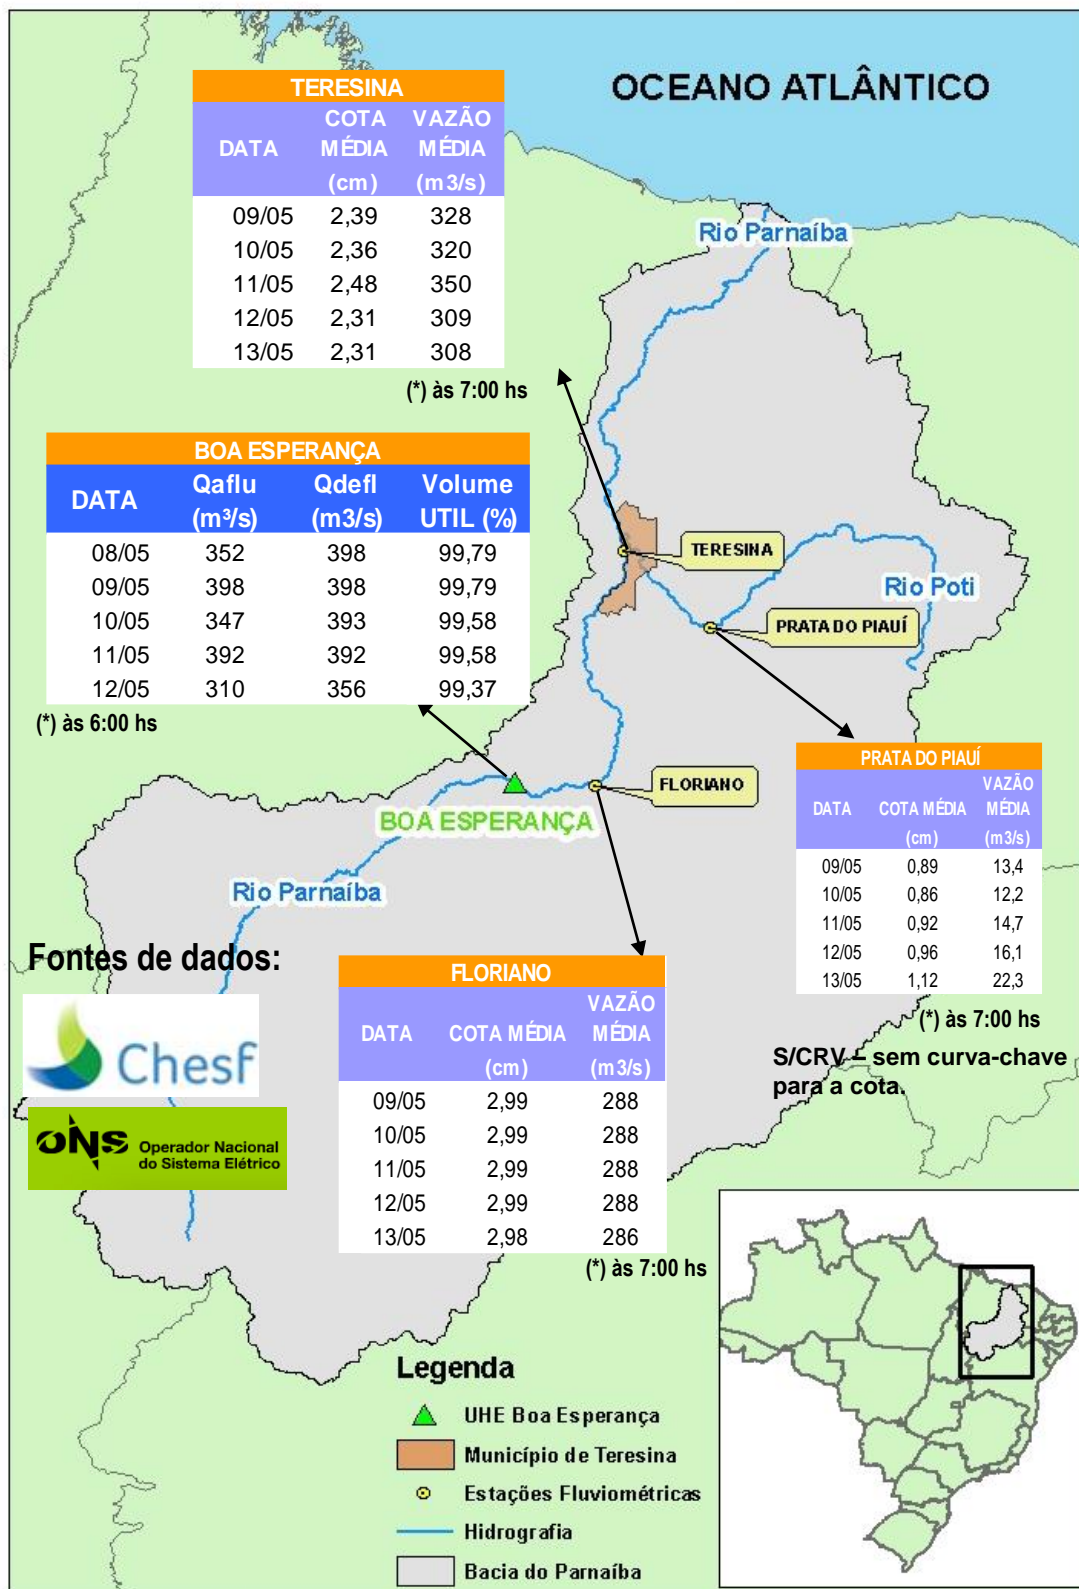 OCEANO ATLÂNTICO
TERESINA
DATA COTA MÉDIA (cm) VAZÃO MÉDIA (m3/s)
09/05 2,39 328
10/05 2,36 320
11/05 2,48 350
12/05 2,31 309
13/05 2,31 308
(*) às 7:00 hs
Rio Parnaíba
BOA ESPERANÇA
DATA Qaflu (m³/s) Qdefl (m3/s) Volume UTIL (%)
08/05 352 398 99,79
09/05 398 398 99,79
10/05 347 393 99,58
11/05 392 392 99,58
12/05 310 356 99,37
(*) às 6:00 hs
TERESINA
Rio Poti
PRATA DO PIAUÍ
FLORIANO
BOA ESPERANÇA
Rio Parnaíba
PRATA DO PIAUÍ
DATA COTA MÉDIA (cm) VAZÃO MÉDIA (m3/s)
09/05 0,89 13,4
10/05 0,86 12,2
11/05 0,92 14,7
12/05 0,96 16,1
13/05 1,12 22,3
(*) às 7:00 hs
S/CRV – sem curva-chave
para a cota.
Fontes de dados:
Chesf
ONS Operador Nacional
do Sistema Elétrico
FLORIANO
DATA COTA MÉDIA (cm) VAZÃO MÉDIA (m3/s)
09/05 2,99 288
10/05 2,99 288
11/05 2,99 288
12/05 2,99 288
13/05 2,98 286
(*) às 7:00 hs
Legenda
UHE Boa Esperança
Município de Teresina
Estações Fluviométricas
Hidrografia
Bacia do Parnaíba